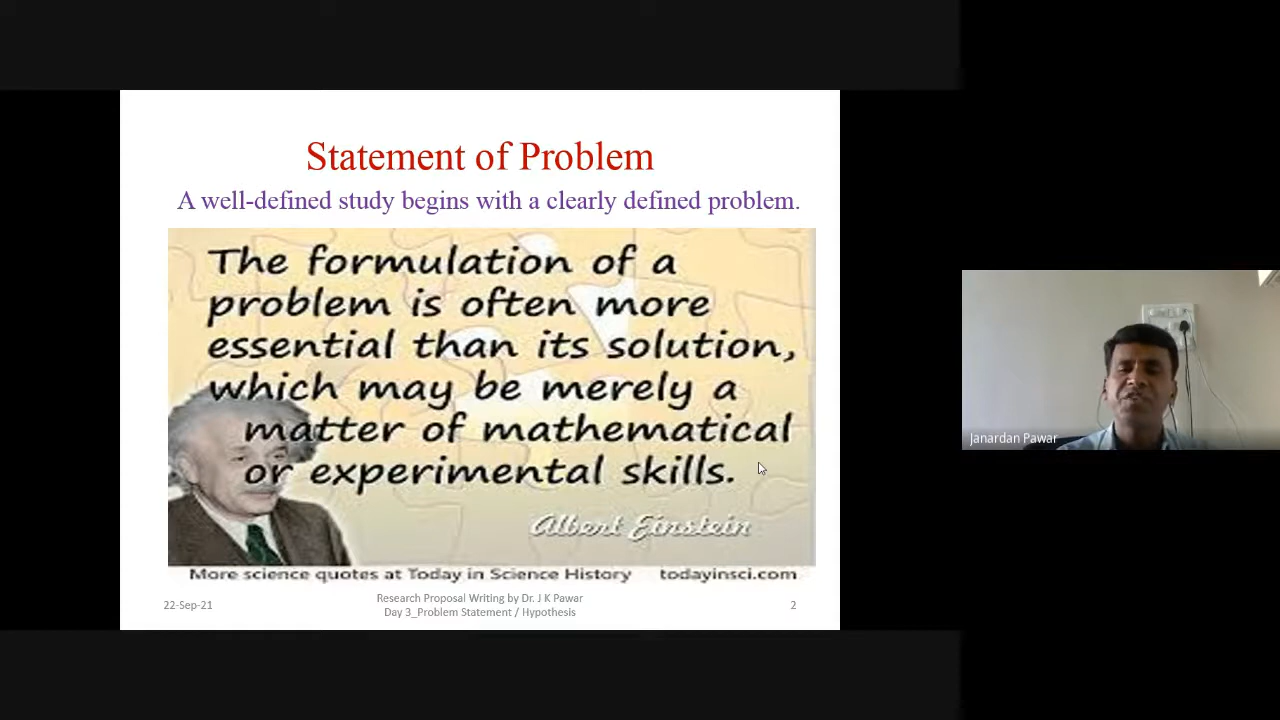 Statement of Problem
A well-defined study begins with a clearly defined problem.
The formulation of a
problem is often more
essential than its solution,
which may be merely a
matter of mathematical
or experimental skills.
Albert Einstein
More science quotes at Today in Science History todayinsci.com
22-Sep-21
Research Proposal Writing by Dr. J K Pawar
Day 3_Problem Statement / Hypothesis
2
Janardan Pawar